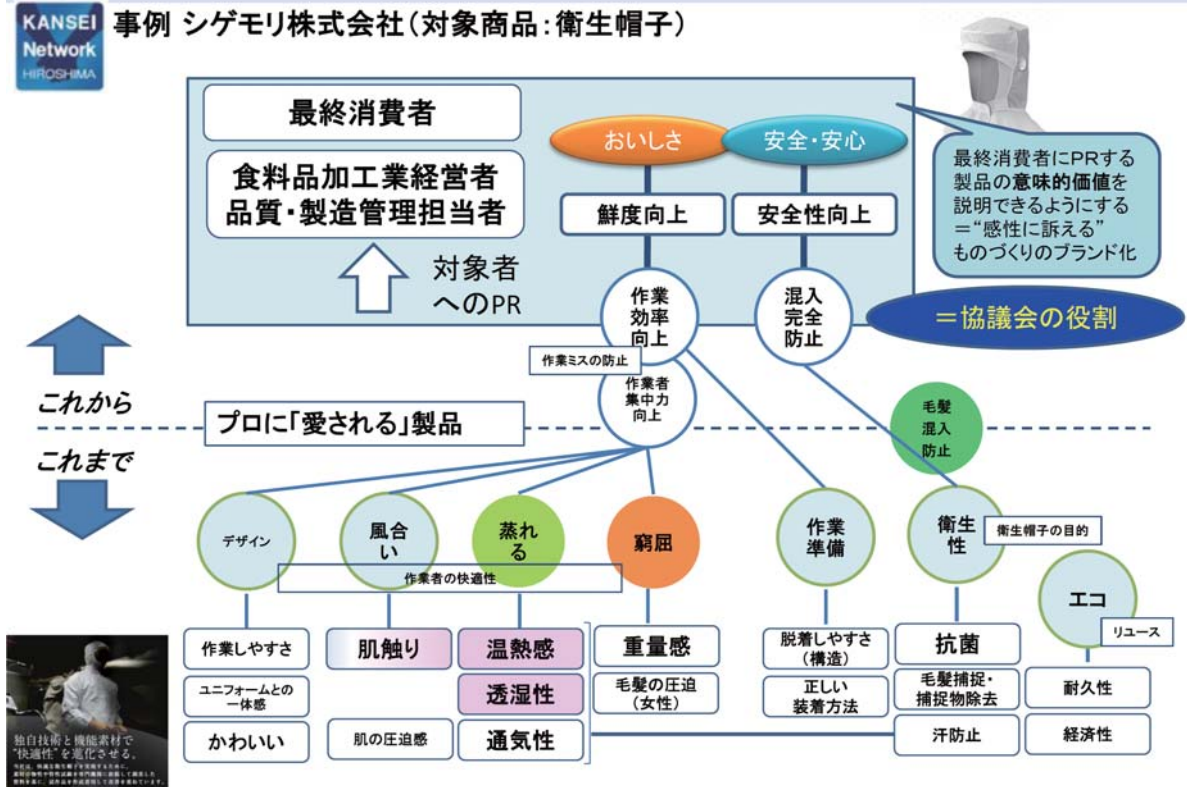 KANSEI
Network
HIROSHIMA
事例 シゲモリ株式会社(対象商品:衛生帽子)
最終消費者
食料品加工業経営者
品質・製造管理担当者
対象者
へのPR
おいしさ
安全・安心
鮮度向上
安全性向上
最終消費者にPRする
製品の意味的価値を
説明できるようにする
=“感性に訴える”
ものづくりのブランド化
=協議会の役割
作業
効率
向上
混入
完全
防止
作業ミスの防止
作業者
集中力
向上
これから
プロに「愛される」製品
これまで
毛髪
混入
防止
デザイン
風合
い
蒸れ
る
窮屈
作業
準備
衛生
性
衛生帽子の目的
作業者の快適性
エコ
リユース
作業しやすさ
ユニフォームとの
一体感
かわいい
肌触り
肌の圧迫感
温熱感
透湿性
通気性
重量感
毛髪の圧迫
(女性)
脱着しやすさ
(構造)
正しい
装着方法
抗菌
毛髪捕捉・
捕捉物除去
汗防止
耐久性
経済性
独自技術と機能素材で
“快適性”を進化させる。